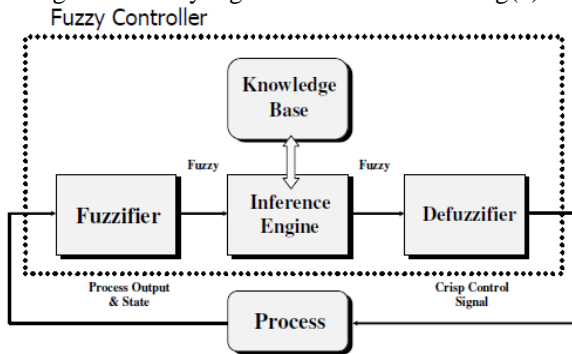 Fuzzy Controller
Knowledge
Base
Fuzzy
Fuzzy
Fuzzifier
Inference
Engine
Defuzzifier
Process Output
& State
Crisp Control
Signal
Process